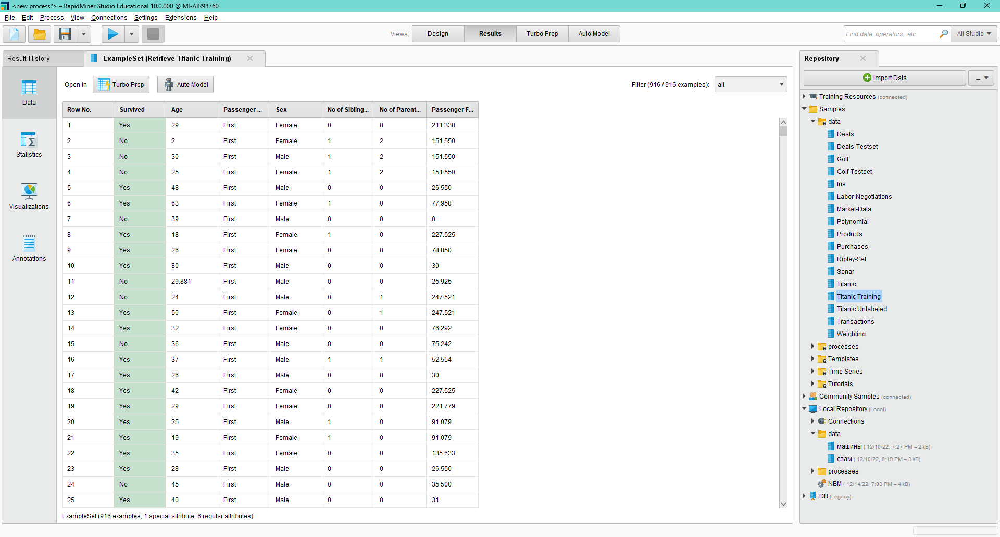 <new process*> – RapidMiner Studio Educational 10.0.000 @ MI-AIR98760
File Edit Process View Connections Settings Extensions Help
Views: Design Results Turbo Prep Auto Model
Find data, operators...etc All Studio
Result History
ExampleSet (Retrieve Titanic Training)
Data
Statistics
Visualizations
Annotations
Open in Turbo Prep Auto Model
Filter (916 / 916 examples): all
Row No. Survived Age Passenger ... Sex No of Sibling... No of Parent... Passenger F...
1 Yes 29 First Female 0 0 211.338
2 No 2 First Female 1 2 151.550
3 No 30 First Male 1 2 151.550
4 No 25 First Female 1 2 151.550
5 Yes 48 First Male 0 0 26.550
6 Yes 63 First Female 1 0 77.958
7 No 39 First Male 0 0 0
8 Yes 18 First Female 1 0 227.525
9 Yes 26 First Female 0 0 78.850
10 Yes 80 First Male 0 0 30
11 No 29.881 First Male 0 0 25.925
12 No 24 First Male 0 1 247.521
13 Yes 50 First Female 0 1 247.521
14 Yes 32 First Female 0 0 76.292
15 No 36 First Male 0 0 75.242
16 Yes 37 First Male 1 1 52.554
17 Yes 26 First Male 0 0 30
18 Yes 42 First Female 0 0 227.525
19 Yes 29 First Female 0 0 221.779
20 Yes 25 First Male 1 0 91.079
21 Yes 19 First Female 1 0 91.079
22 Yes 35 First Female 0 0 135.633
23 Yes 28 First Male 0 0 26.550
24 No 45 First Male 0 0 35.500
25 Yes 40 First Male 0 0 31
ExampleSet (916 examples, 1 special attribute, 6 regular attributes)
Repository
Import Data
Training Resources (connected)
Samples
data
Deals
Deals-Testset
Golf
Golf-Testset
Iris
Labor-Negotiations
Market-Data
Polynomial
Products
Purchases
Ripley-Set
Sonar
Titanic
Titanic Training
Titanic Unlabeled
Transactions
Weighting
processes
Templates
Time Series
Tutorials
Community Samples (connected)
Local Repository (Local)
Connections
data
машины ( 12/10/22, 7:27 PM – 2 kB)
спам ( 12/10/22, 8:19 PM – 3 kB)
processes
NBM ( 12/14/22, 7:03 PM – 4 kB)
DB (Legacy)